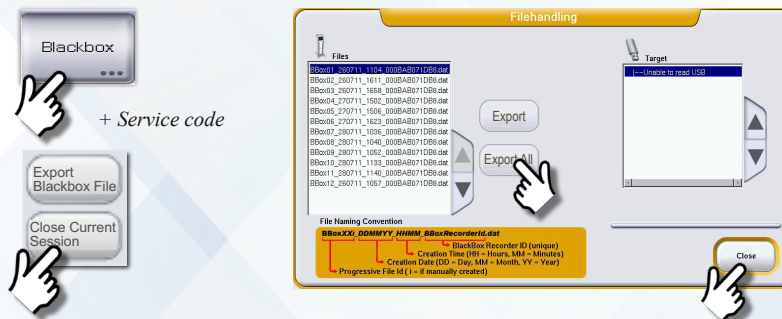 Blackbox
+ Service code
Export
Blackbox File
Close Current
Session
Filehandling
Files
BBox01_260711_1104_000BAB071DB8.dat
BBox02_260711_1611_000BAB071DB8.dat
BBox03_260711_1658_000BAB071DB8.dat
BBox04_270711_1502_000BAB071DB8.dat
BBox05_270711_1506_000BAB071DB8.dat
BBox06_270711_1623_000BAB071DB8.dat
BBox07_280711_1036_000BAB071DB8.dat
BBox08_280711_1040_000BAB071DB8.dat
BBox09_280711_1052_000BAB071DB8.dat
BBox10_280711_1133_000BAB071DB8.dat
BBox11_280711_1140_000BAB071DB8.dat
BBox12_260711_1057_000BAB071DB8.dat
Export
Export All
Target
|---Unable to read USB
File Naming Convention
BBoxXXi_DDMMYY_HHMM_BBoxRecorderId.dat
BlackBox Recorder ID (unique)
Creation Time (HH = Hours, MM = Minutes)
Creation Date (DD = Day, MM = Month, YY = Year)
Progressive File Id ( i = if manually created)
Close